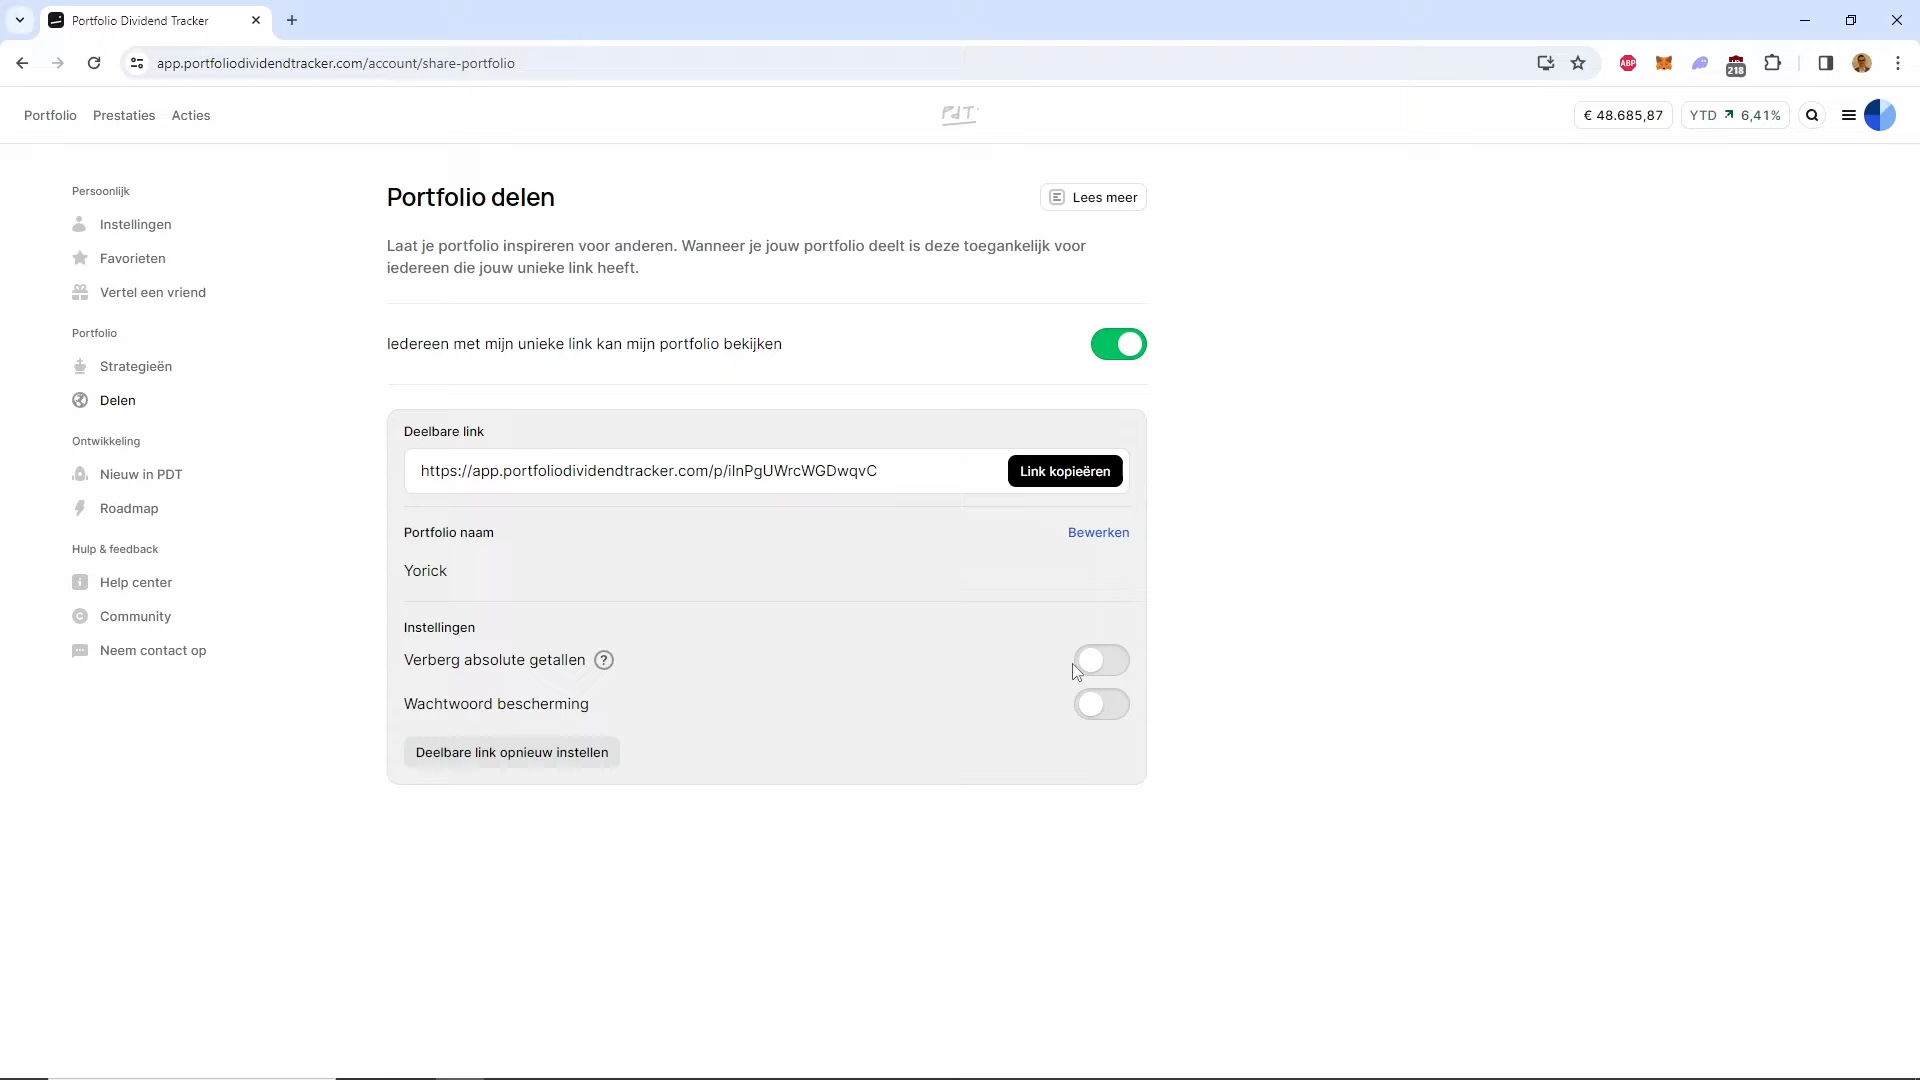 Portfolio Dividend Tracker
app.portfoliodividendtracker.com/account/share-portfolio
ABP
218
Portfolio
Prestaties
Acties
PdT
€ 48.685,87
YTD 6,41%
Persoonlijk
Instellingen
Favorieten
Vertel een vriend
Portfolio
Strategieën
Delen
Ontwikkeling
Nieuw in PDT
Roadmap
Hulp & feedback
Help center
Community
Neem contact op
Portfolio delen
Lees meer
Laat je portfolio inspireren voor anderen. Wanneer je jouw portfolio deelt is deze toegankelijk voor
iedereen die jouw unieke link heeft.
Iedereen met mijn unieke link kan mijn portfolio bekijken
Deelbare link
https://app.portfoliodividendtracker.com/p/ilnPgUWrcWGDwqvC
Link kopieëren
Portfolio naam
Bewerken
Yorick
Instellingen
Verberg absolute getallen ?
Wachtwoord bescherming
Deelbare link opnieuw instellen